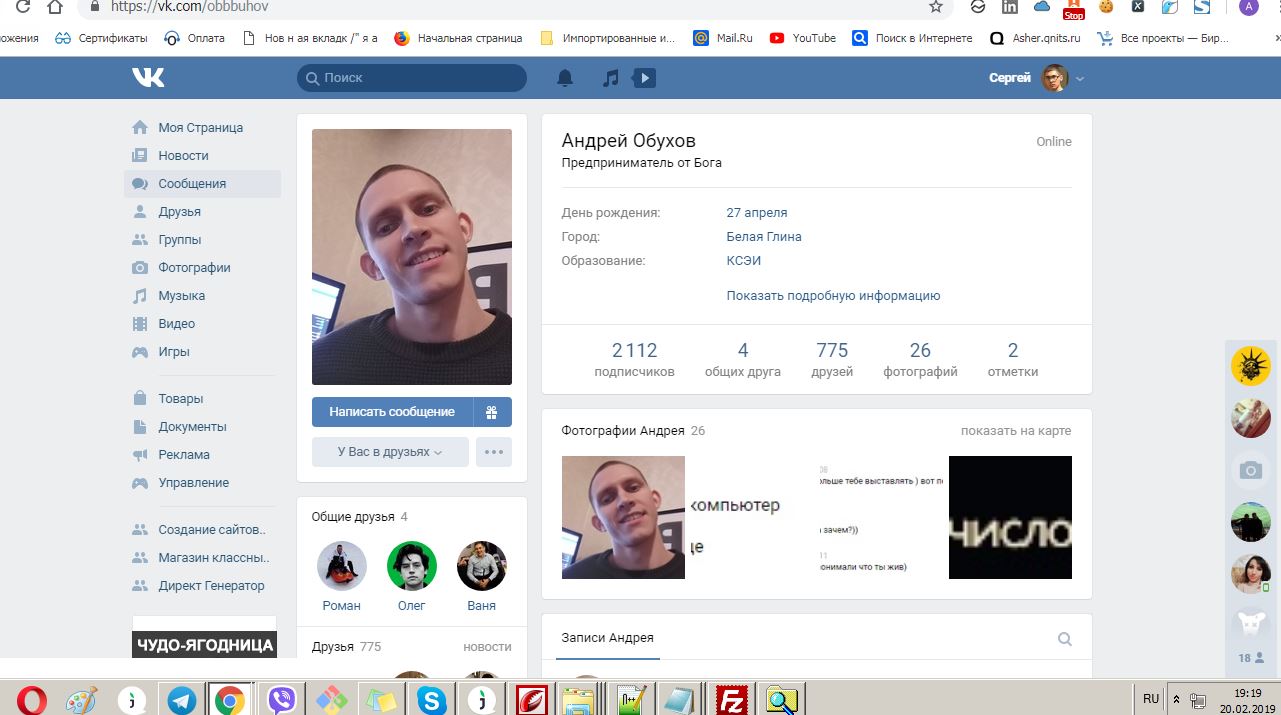 https://vk.com/obbbuhov
Stop
A
ожения
Сертификаты
Оплата
Нов н ая вкладк /" я а
Начальная страница
Импортированные и...
Mail.Ru
YouTube
Поиск в Интернете
Asher.qnits.ru
Все проекты — Бир...
Поиск
Сергей
Моя Страница
Новости
Сообщения
Друзья
Группы
Фотографии
Музыка
Видео
Игры
Товары
Документы
Реклама
Управление
Создание сайтов..
Магазин классны..
Директ Генератор
ЧУДО-ЯГОДНИЦА
Написать сообщение
У Вас в друзьях
Общие друзья 4
Роман
Олег
Ваня
Друзья 775
новости
Андрей Обухов
Online
Предприниматель от Бога
День рождения:
27 апреля
Город:
Белая Глина
Образование:
КСЭИ
Показать подробную информацию
2 112
подписчиков
4
общих друга
775
друзей
26
фотографий
2
отметки
Фотографии Андрея 26
показать на карте
компьютер
це
08
ольше тебе выставлять ) вот п
а зачем?))
11
онимали что ты жив)
число
Записи Андрея
18
RU
19:19
20.02.2019